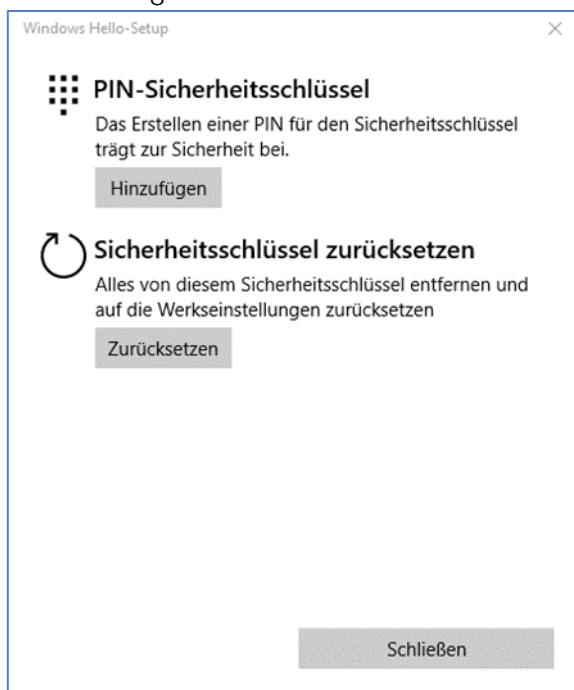 Windows Hello-Setup
PIN-Sicherheitsschlüssel
Das Erstellen einer PIN für den Sicherheitsschlüssel
trägt zur Sicherheit bei.
Hinzufügen
Sicherheitsschlüssel zurücksetzen
Alles von diesem Sicherheitsschlüssel entfernen und
auf die Werkseinstellungen zurücksetzen
Zurücksetzen
Schließen